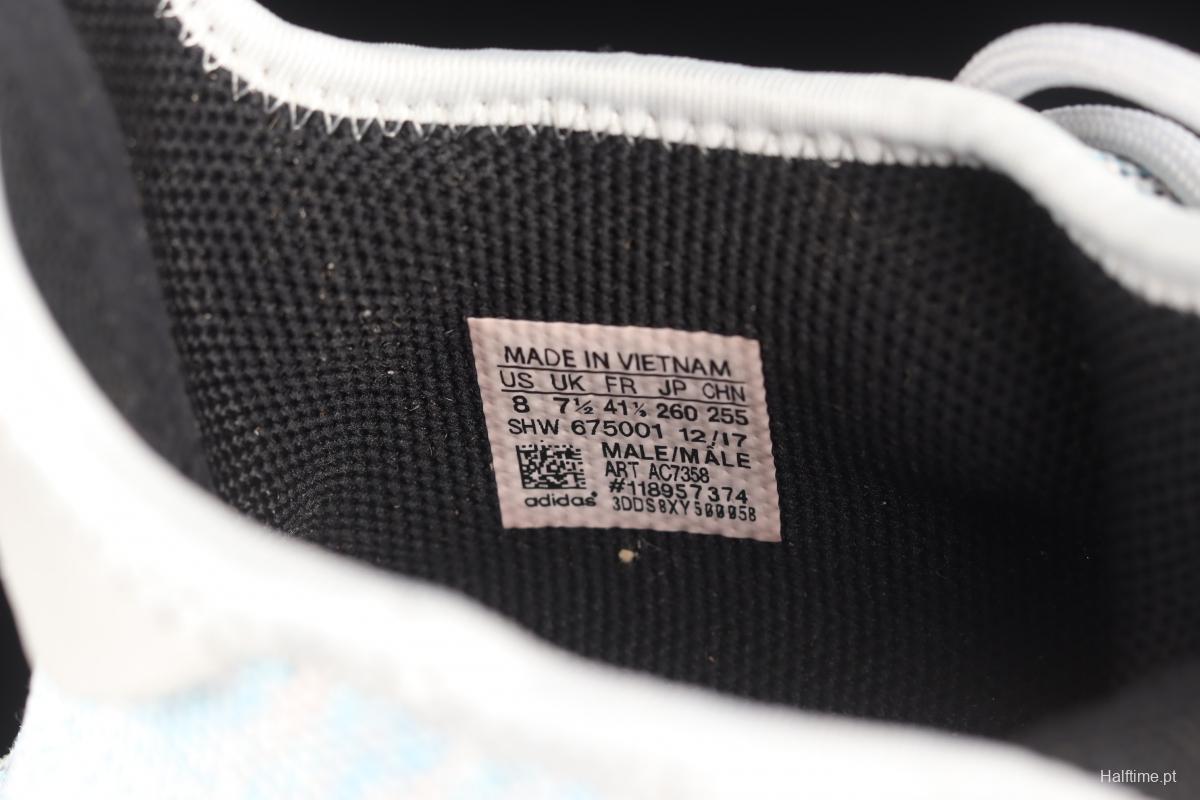 MADE IN VIETNAM
US UK FR JP CHN
8 7½ 41⅓ 260 255
SHW 675001 12/17
MALE/MÂLE
ART AC7358
#118957374
adidas® 3DDS8XY500058
Halftime.pt